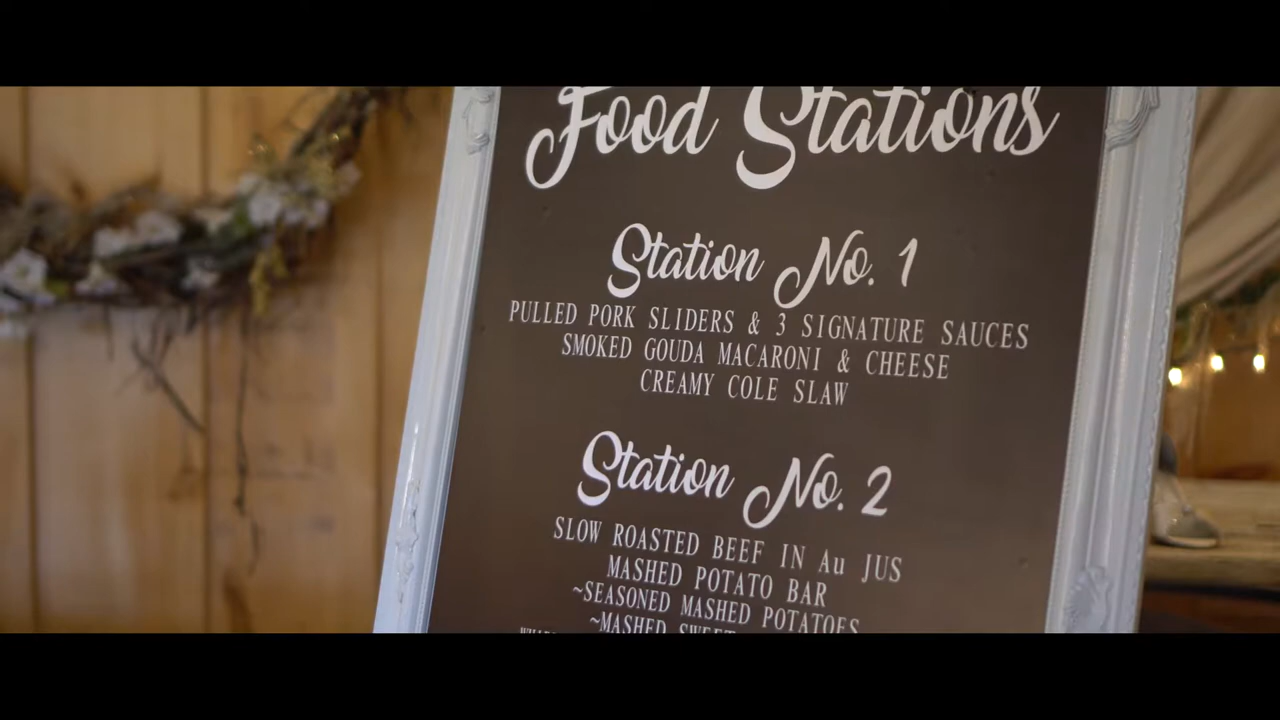 Food Stations
Station No. 1
PULLED PORK SLIDERS & 3 SIGNATURE SAUCES
SMOKED GOUDA MACARONI & CHEESE
CREAMY COLE SLAW
Station No. 2
SLOW ROASTED BEEF IN Au JUS
MASHED POTATO BAR
~SEASONED MASHED POTATOES
~MASHED